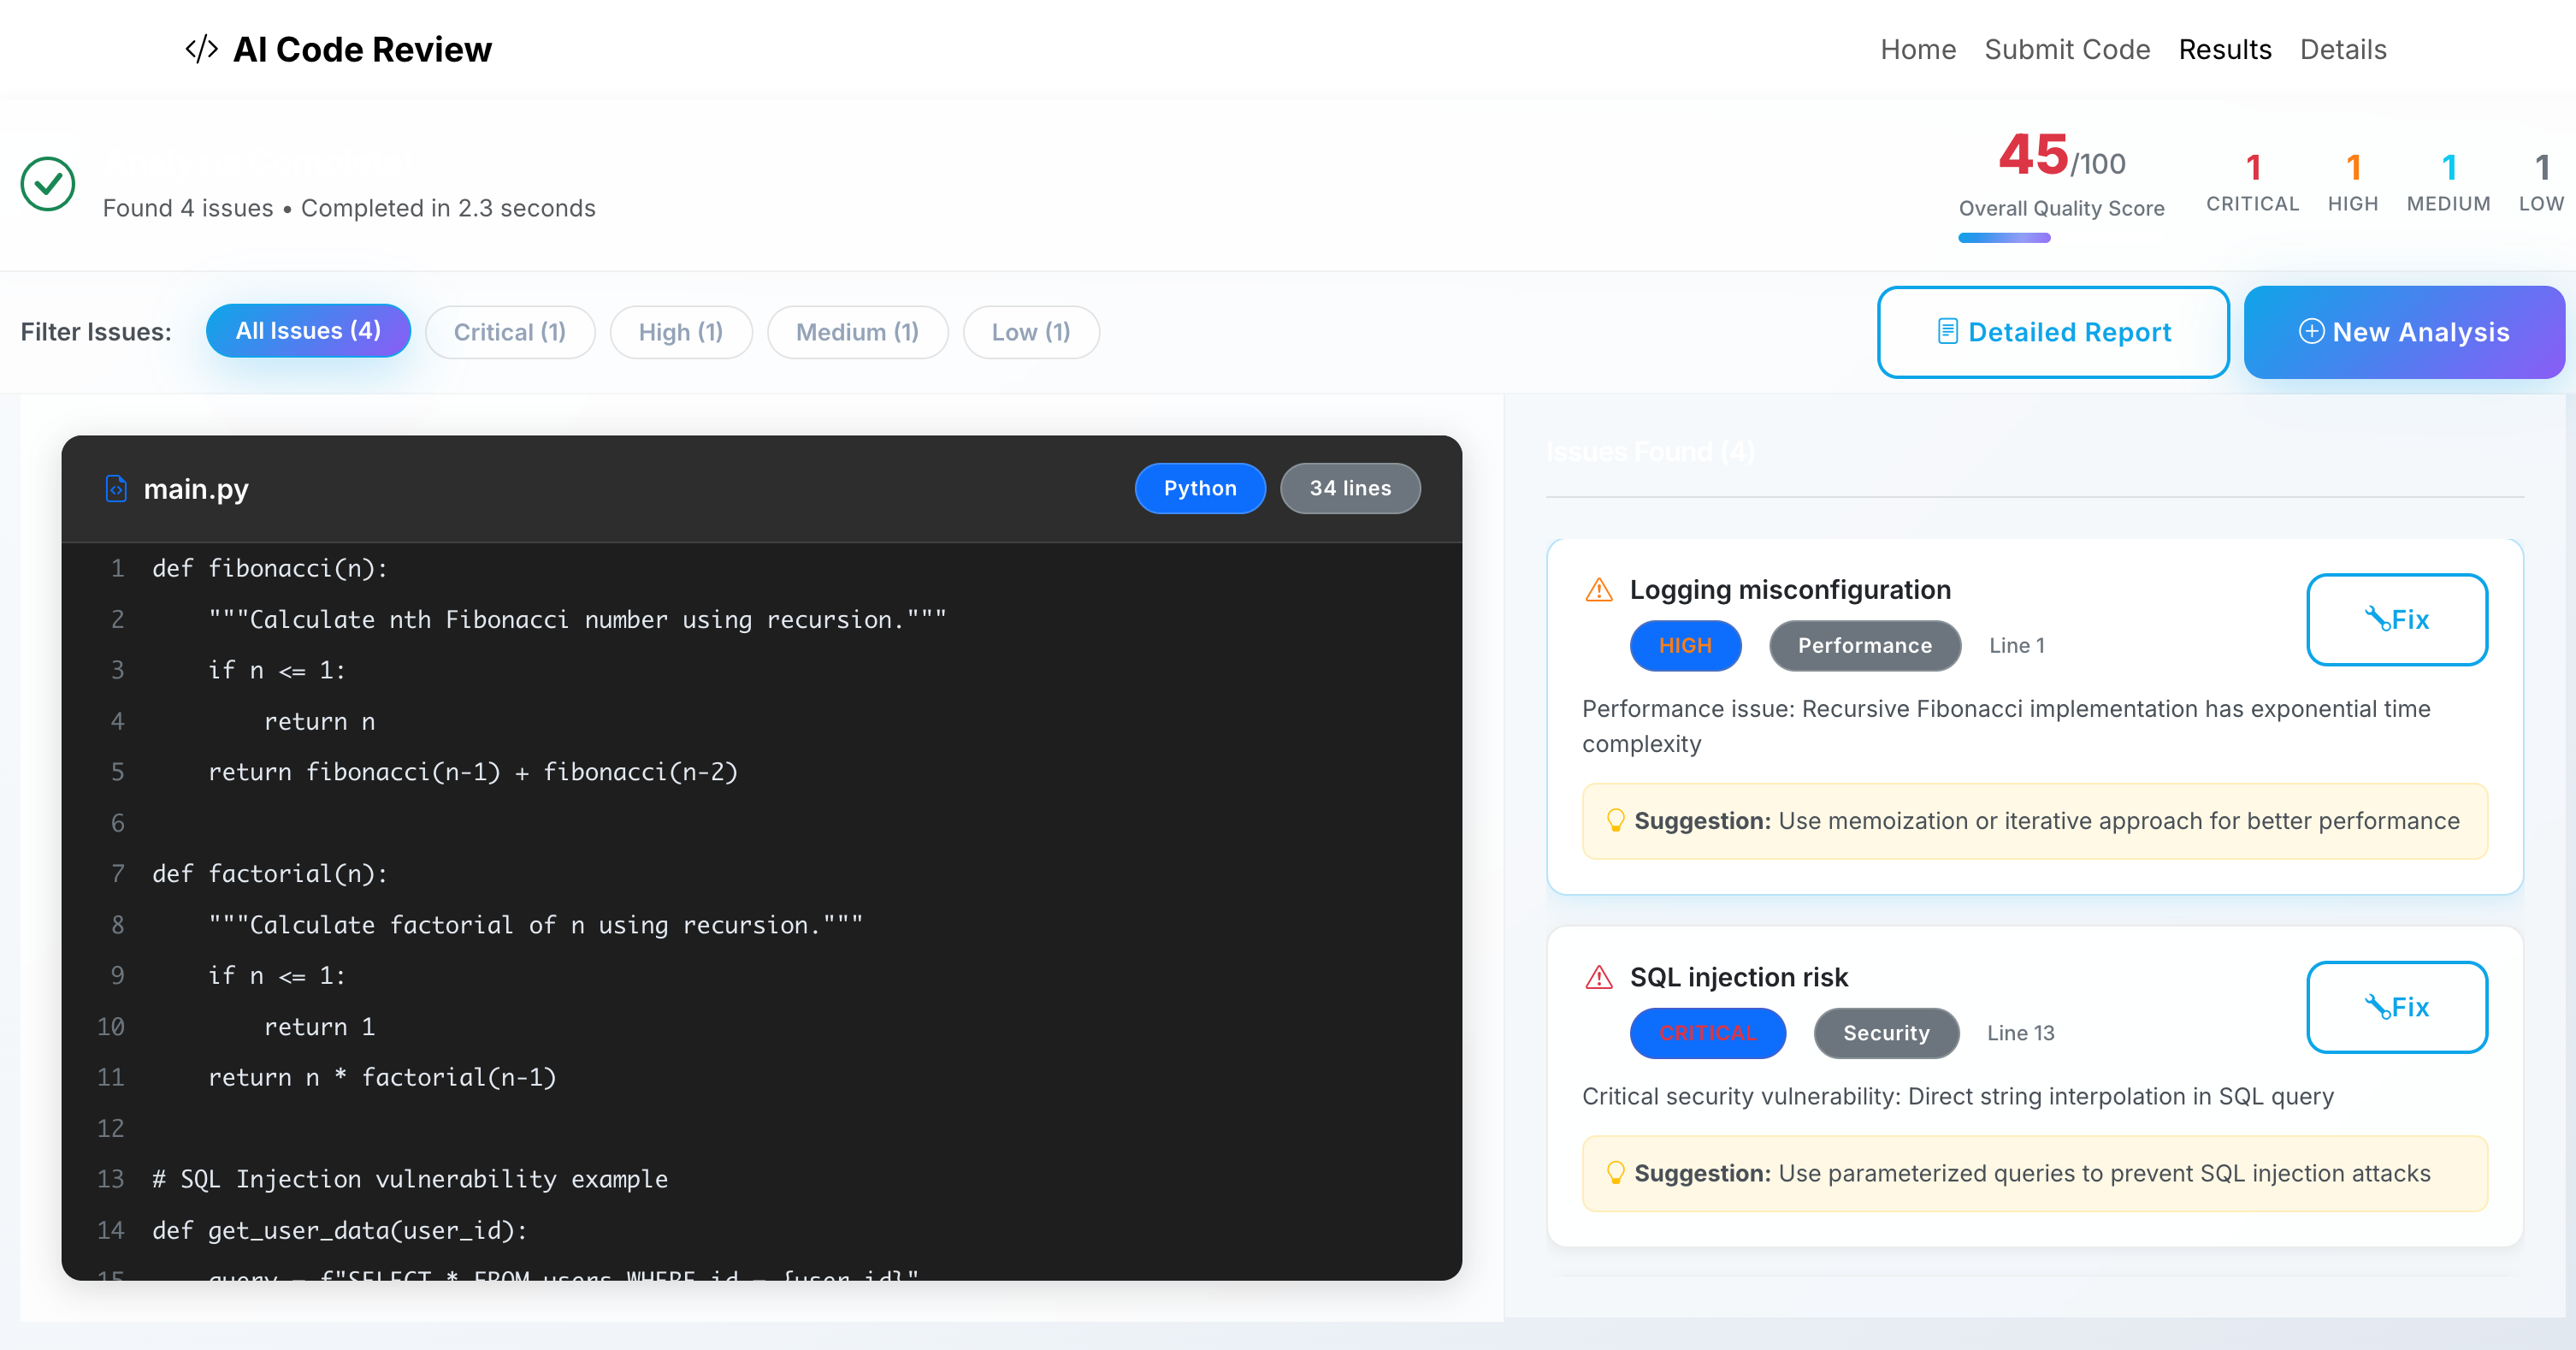 </> AI Code Review
Home Submit Code Results Details
Found 4 issues • Completed in 2.3 seconds
45/100
Overall Quality Score
1 CRITICAL
1 HIGH
1 MEDIUM
1 LOW
Filter Issues:
All Issues (4)
Critical (1)
High (1)
Medium (1)
Low (1)
Detailed Report
New Analysis
main.py
Python
34 lines
1 def fibonacci(n):
2     """Calculate nth Fibonacci number using recursion."""
3     if n <= 1:
4         return n
5     return fibonacci(n-1) + fibonacci(n-2)
6
7 def factorial(n):
8     """Calculate factorial of n using recursion."""
9     if n <= 1:
10         return 1
11     return n * factorial(n-1)
12
13 # SQL Injection vulnerability example
14 def get_user_data(user_id):
15     query = f"SELECT * FROM users WHERE id = {user_id}"
Issues Found (4)
Logging misconfiguration
HIGH Performance Line 1
Fix
Performance issue: Recursive Fibonacci implementation has exponential time
complexity
Suggestion: Use memoization or iterative approach for better performance
SQL injection risk
CRITICAL Security Line 13
Fix
Critical security vulnerability: Direct string interpolation in SQL query
Suggestion: Use parameterized queries to prevent SQL injection attacks